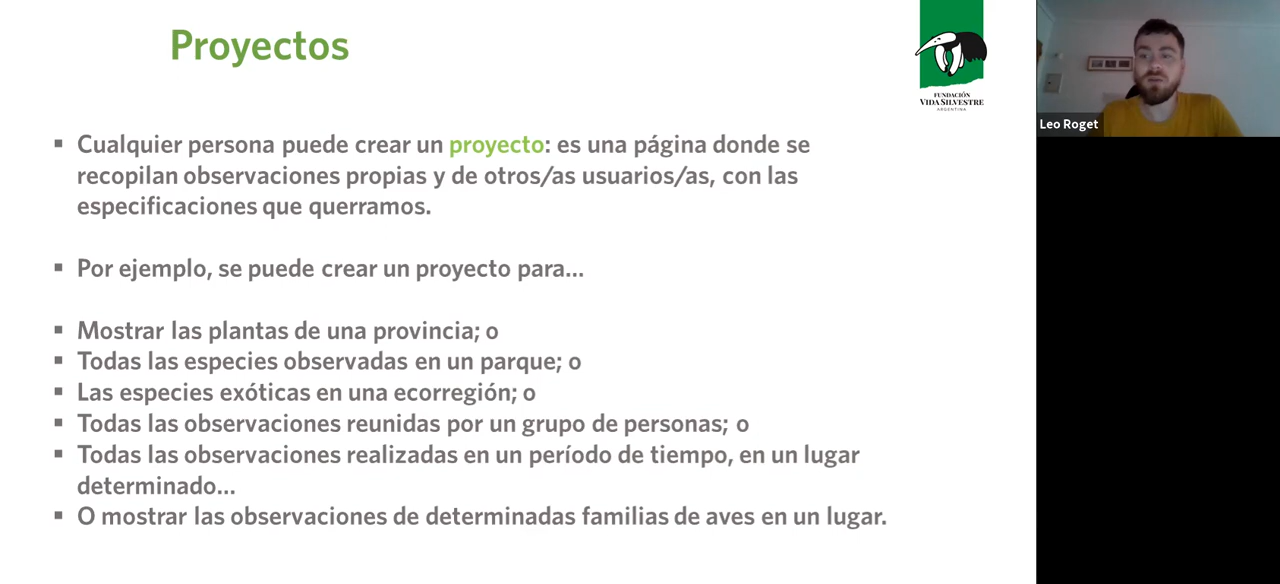 Proyectos
FUNDACIÓN
VIDA SILVESTRE
ARGENTINA
Leo Roget
▪ Cualquier persona puede crear un proyecto: es una página donde se
recopilan observaciones propias y de otros/as usuarios/as, con las
especificaciones que querramos.
▪ Por ejemplo, se puede crear un proyecto para...
▪ Mostrar las plantas de una provincia; o
▪ Todas las especies observadas en un parque; o
▪ Las especies exóticas en una ecorregión; o
▪ Todas las observaciones reunidas por un grupo de personas; o
▪ Todas las observaciones realizadas en un período de tiempo, en un lugar
determinado...
▪ O mostrar las observaciones de determinadas familias de aves en un lugar.